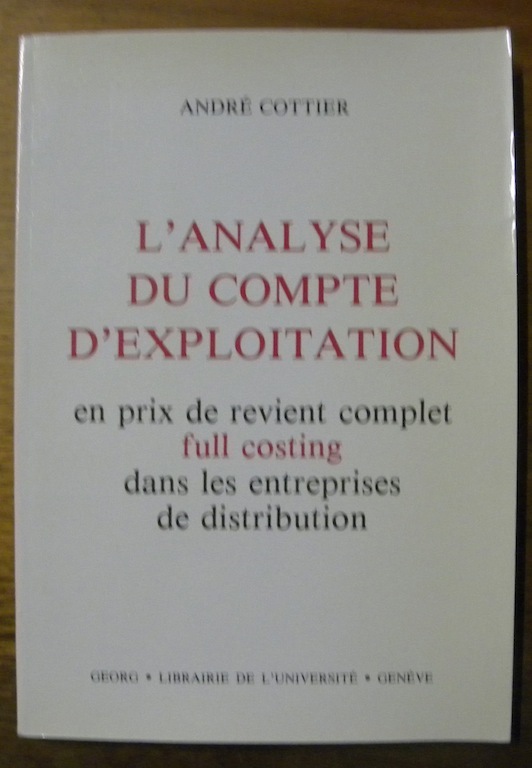 ANDRÉ COTTIER
L'ANALYSE
DU COMPTE
D'EXPLOITATION
en prix de revient complet
full costing
dans les entreprises
de distribution
GEORG • LIBRAIRIE DE L'UNIVERSITÉ • GENÈVE